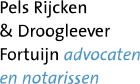 Pels Rijcken
& Droogleever
Fortuijn advocaten
en notarissen